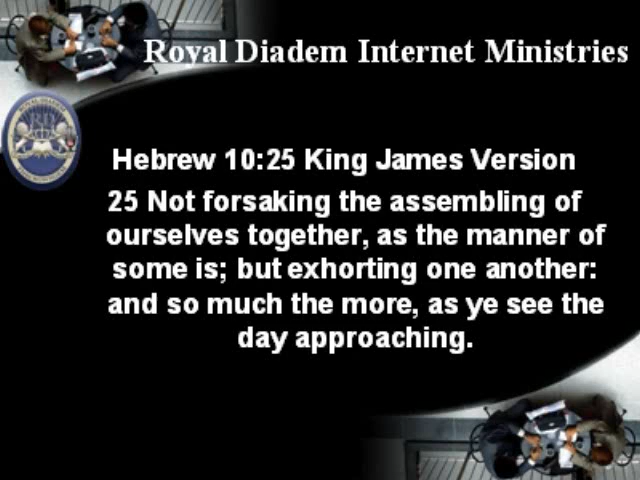 Royal Diadem Internet Ministries
Hebrew 10:25 King James Version
25 Not forsaking the assembling of
ourselves together, as the manner of
some is; but exhorting one another:
and so much the more, as ye see the
day approaching.